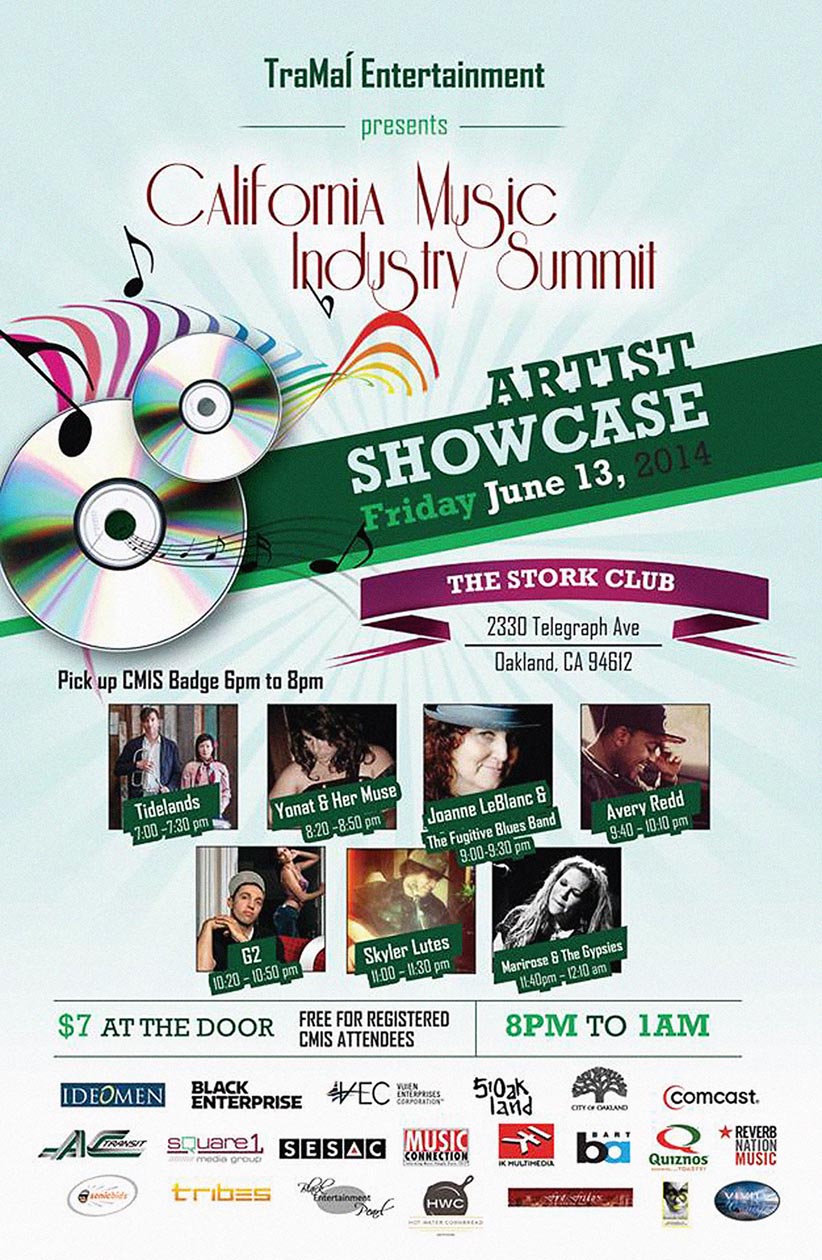 TraMaÍ Entertainment
presents
California Music
Industry Summit
ARTIST
SHOWCASE
Friday June 13, 2014
THE STORK CLUB
2330 Telegraph Ave
Oakland, CA 94612
Pick up CMIS Badge 6pm to 8pm
Tidelands
7:00 -7:30 pm
Yonat & Her Muse
8:20 -8:50 pm
Joanne LeBlanc &
The Fugitive Blues Band
9:00-9:30 pm
Avery Redd
9:40 - 10:10 pm
G2
10:20 - 10:50 pm
Skyler Lutes
11:00 - 11:30 pm
Marirose & The Gypsies
11:40pm - 12:10 am
$7 AT THE DOOR
FREE FOR REGISTERED
CMIS ATTENDEES
8PM TO 1AM
IDEOMEN
BLACK
ENTERPRISE
VEC
VUIEN
ENTERPRISES
CORPORATION™
510akland
CITY OF OAKLAND
comcast.
AC TRANSIT
square1
media group
SESAC
MUSIC
CONNECTION
IK MULTIMEDIA
BART
ba
Quiznos
REVERB
NATION
MUSIC
sonicbids
tribes
Black
Entertainment
Pearl
HWC
HOT WATER CORNBREAD